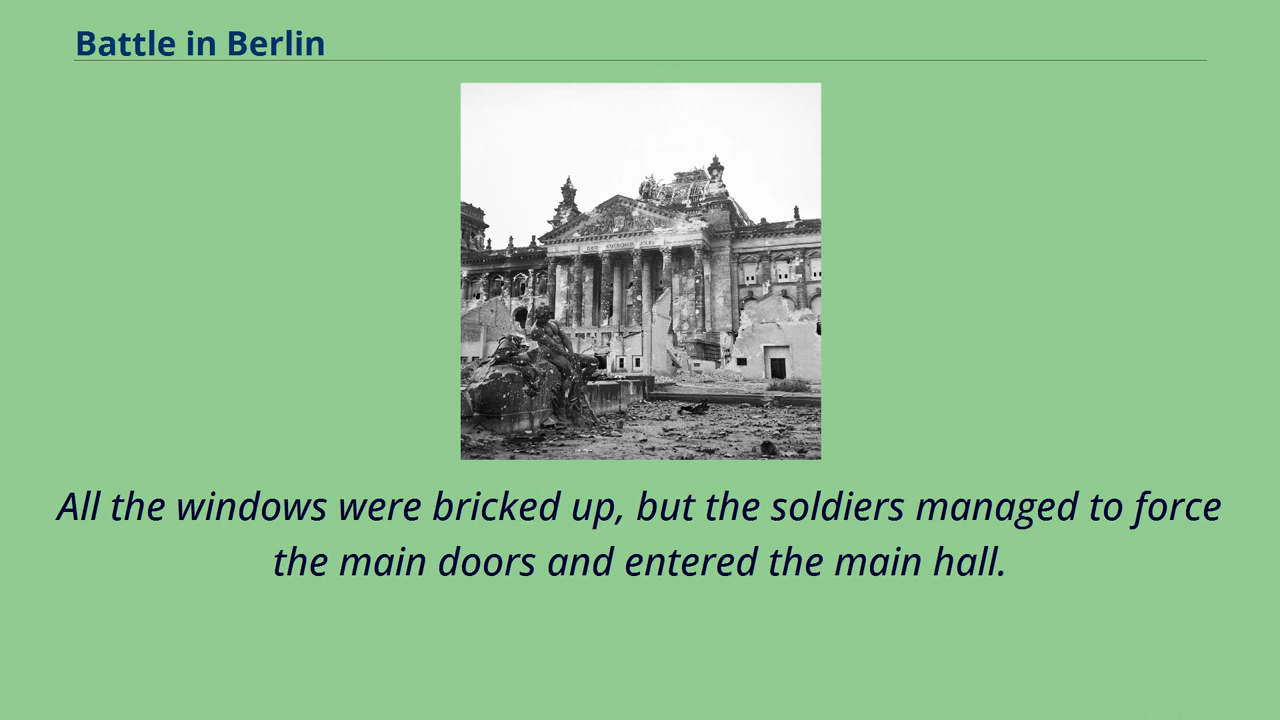 Battle in Berlin
All the windows were bricked up, but the soldiers managed to force
the main doors and entered the main hall.